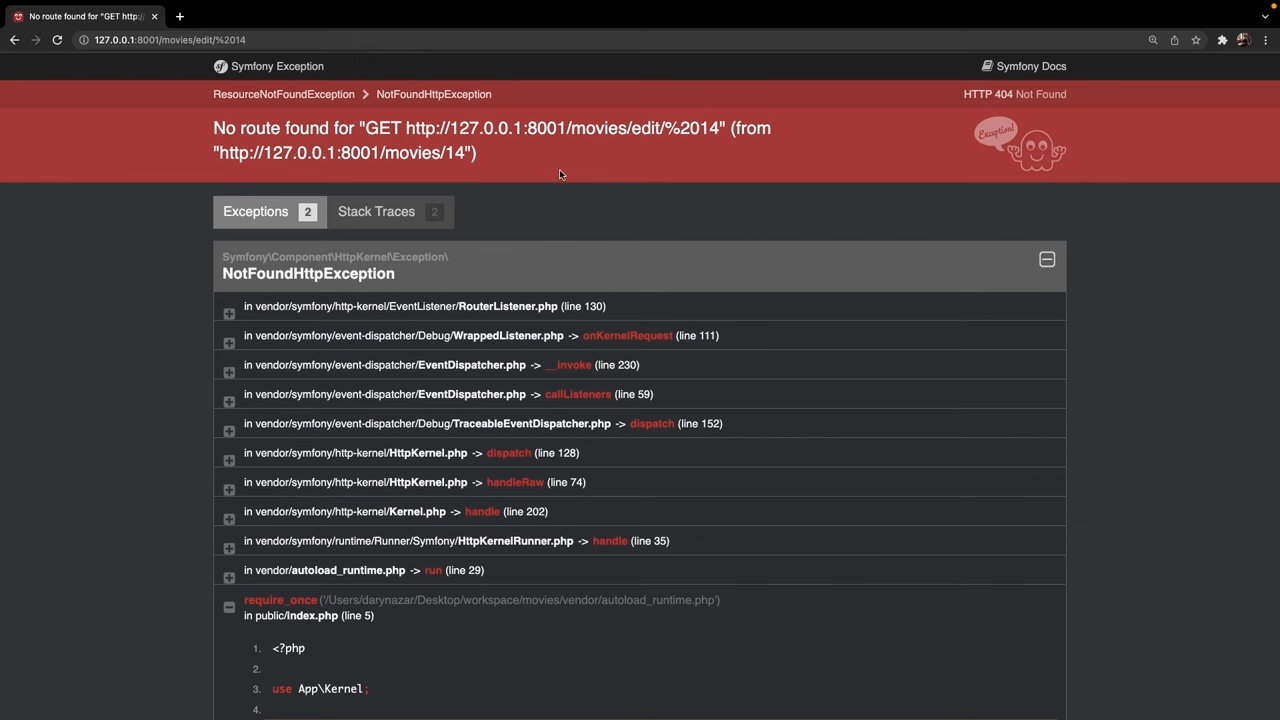 No route found for "GET http:/
127.0.0.1:8001/movies/edit/%2014
sf Symfony Exception
Symfony Docs
ResourceNotFoundException > NotFoundHttpException
HTTP 404 Not Found
No route found for "GET http://127.0.0.1:8001/movies/edit/%2014" (from
"http://127.0.0.1:8001/movies/14")
Exception!
Exceptions 2
Stack Traces 2
Symfony\Component\HttpKernel\Exception\
NotFoundHttpException
in vendor/symfony/http-kernel/EventListener/RouterListener.php (line 130)
in vendor/symfony/event-dispatcher/Debug/WrappedListener.php -> onKernelRequest (line 111)
in vendor/symfony/event-dispatcher/EventDispatcher.php -> __invoke (line 230)
in vendor/symfony/event-dispatcher/EventDispatcher.php -> callListeners (line 59)
in vendor/symfony/event-dispatcher/Debug/TraceableEventDispatcher.php -> dispatch (line 152)
in vendor/symfony/http-kernel/HttpKernel.php -> dispatch (line 128)
in vendor/symfony/http-kernel/HttpKernel.php -> handleRaw (line 74)
in vendor/symfony/http-kernel/Kernel.php -> handle (line 202)
in vendor/symfony/runtime/Runner/Symfony/HttpKernelRunner.php -> handle (line 35)
in vendor/autoload_runtime.php -> run (line 29)
require_once('/Users/darynazar/Desktop/workspace/movies/vendor/autoload_runtime.php')
in public/index.php (line 5)
1. <?php
2.
3. use App\Kernel;
4.